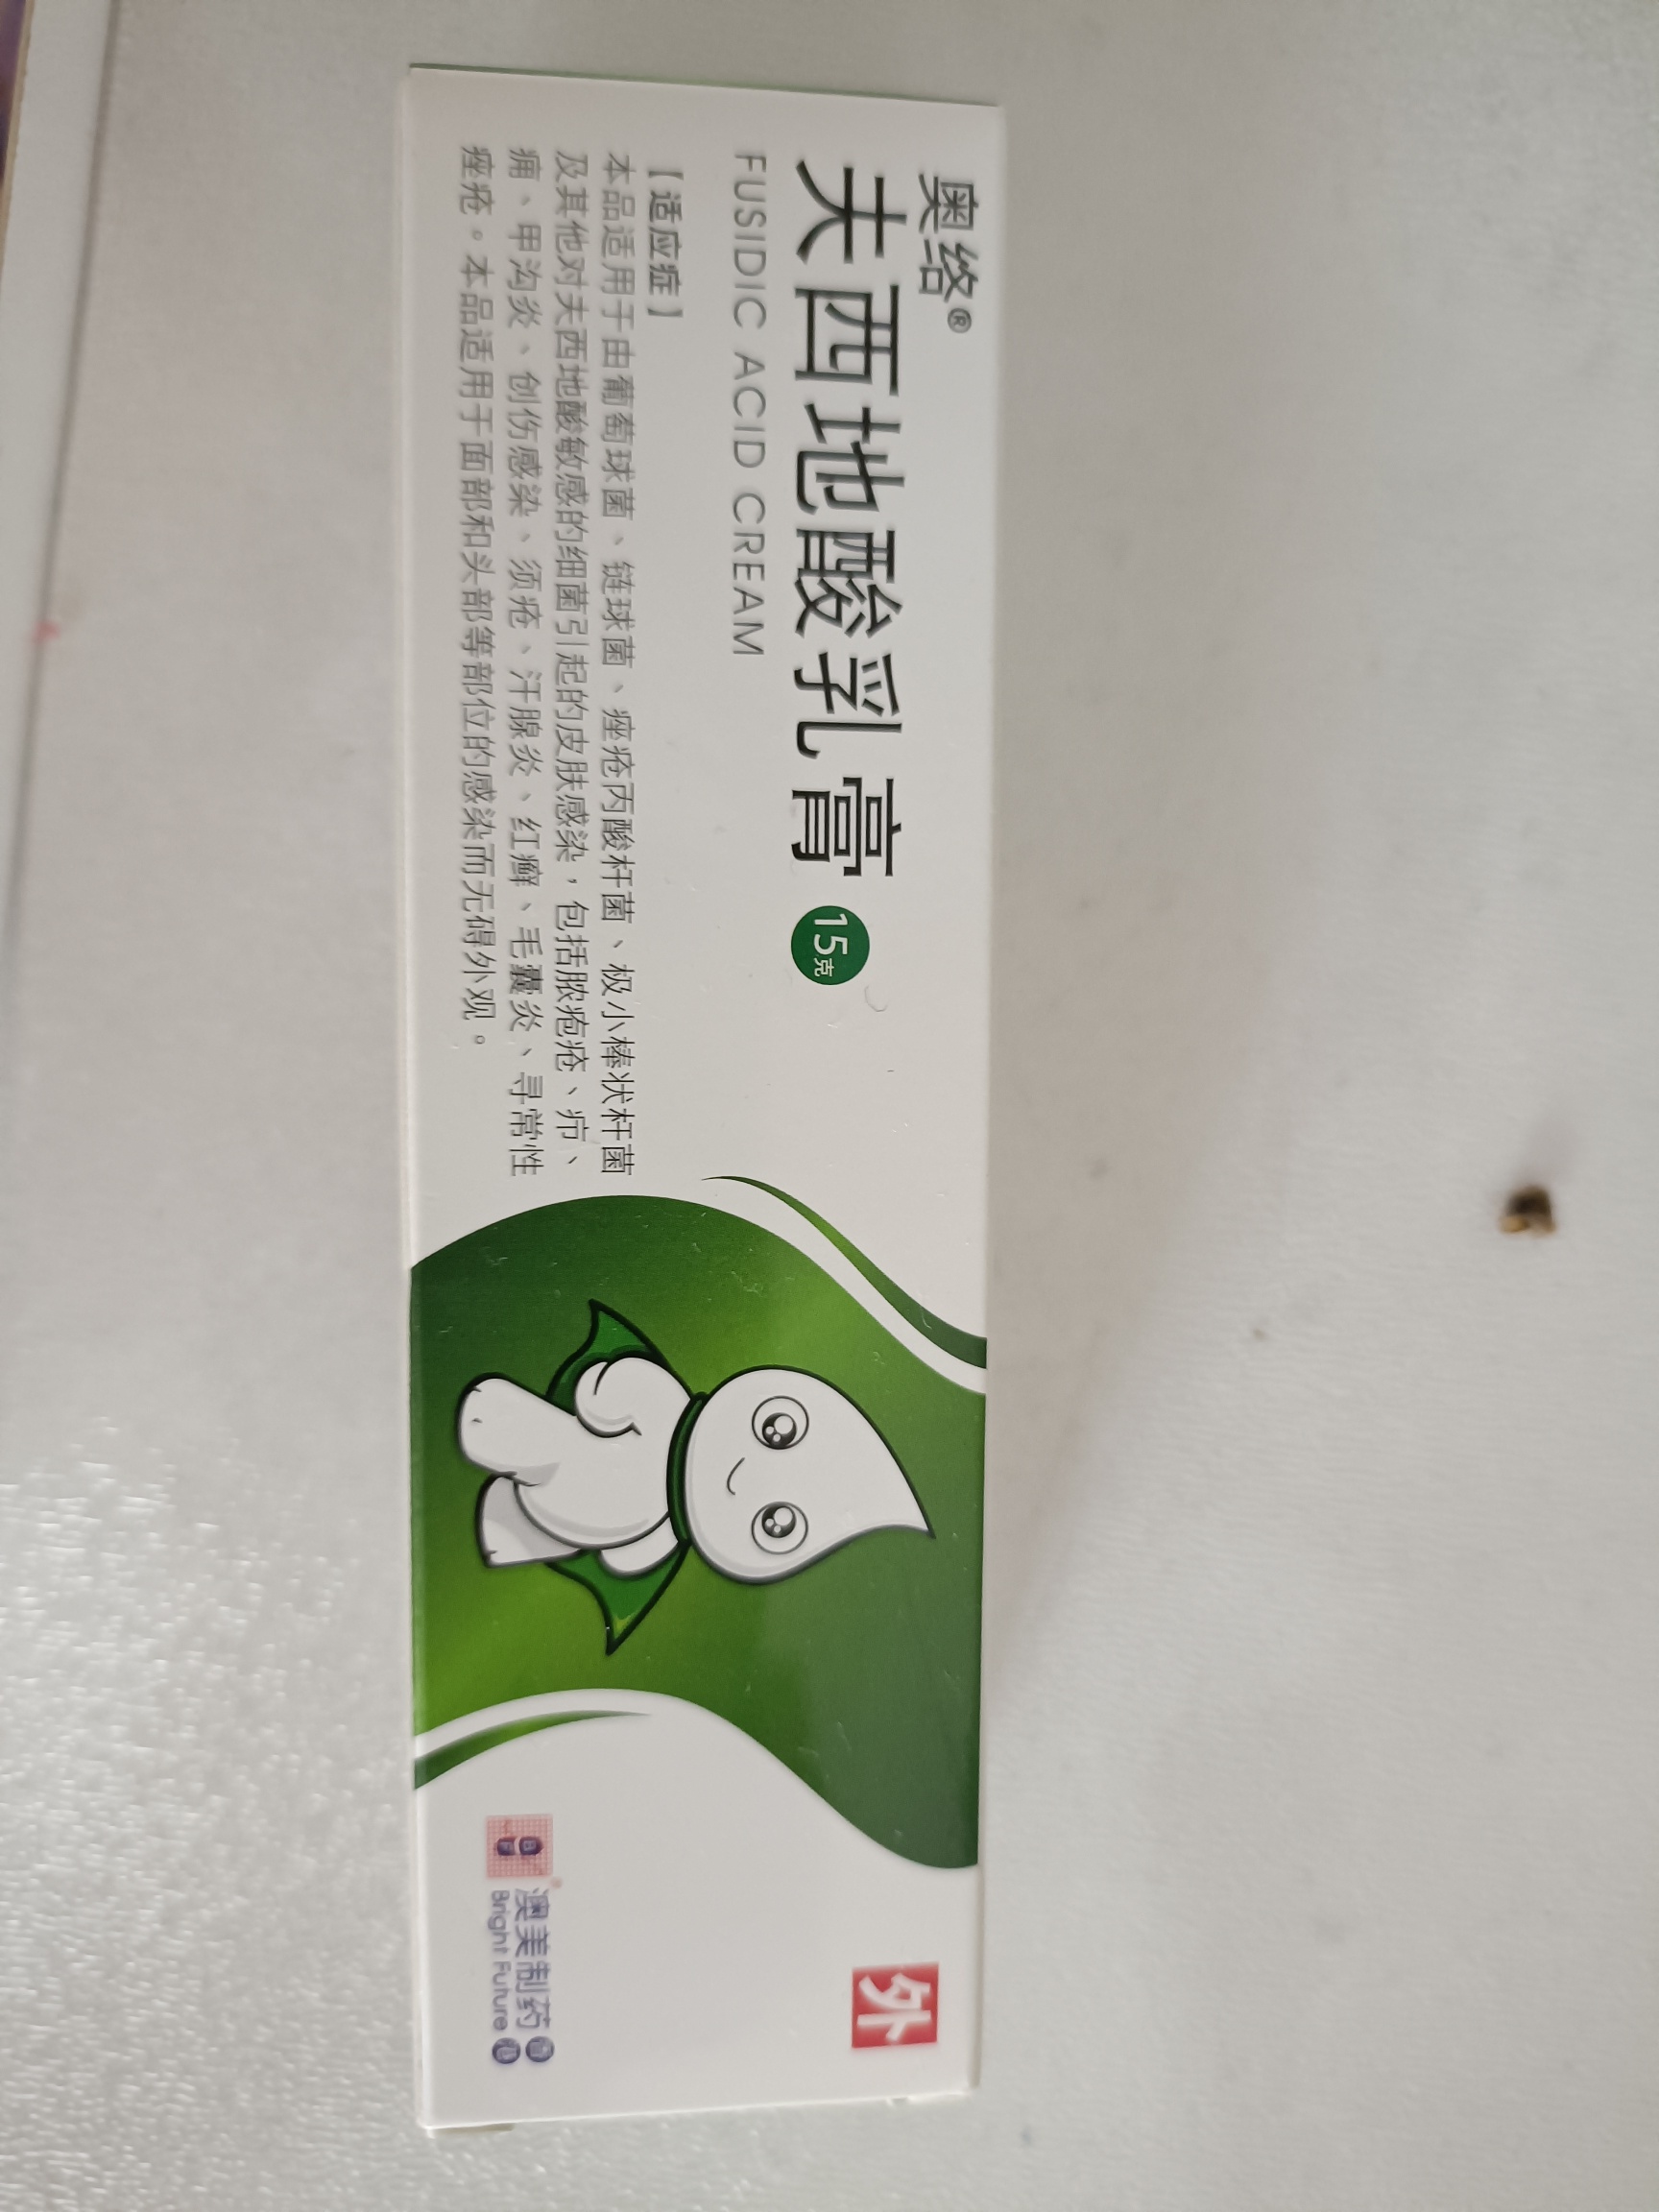 奥络®
夫西地酸乳膏 15克
FUSIDIC ACID CREAM
【适应症】
本品适用于由葡萄球菌、链球菌、痤疮丙酸杆菌、极小棒状杆菌
及其他对夫西地酸敏感的细菌引起的皮肤感染，包括脓疱疮、疖、
痈、甲沟炎、创伤感染、须疮、汗腺炎、红癣、毛囊炎、寻常性
痤疮。本品适用于面部和头部等部位的感染而无碍外观。
外
澳美制药
Bright Future